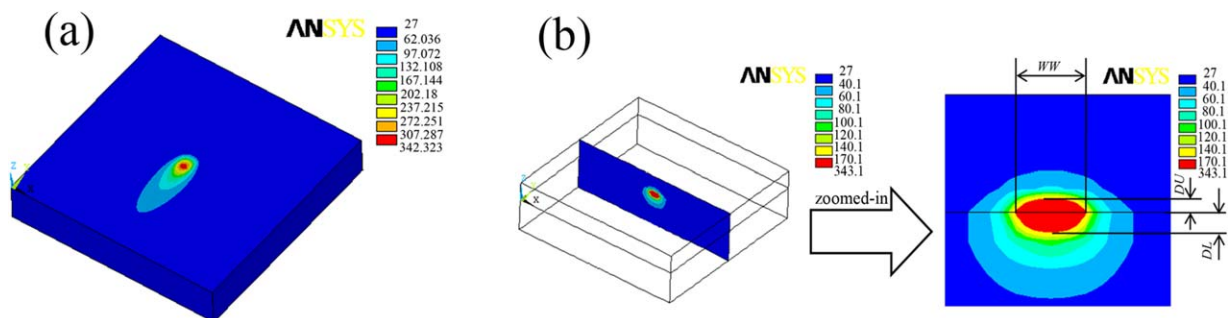 (a)
ANSYS
27
62.036
97.072
132.108
167.144
202.18
237.215
272.251
307.287
342.323
Z
Y
X
(b)
ANSYS
27
40.1
60.1
80.1
100.1
120.1
140.1
170.1
343.1
Z
Y
X
zoomed-in
WW
ANSYS
27
40.1
60.1
80.1
100.1
120.1
140.1
170.1
343.1
DU
DL